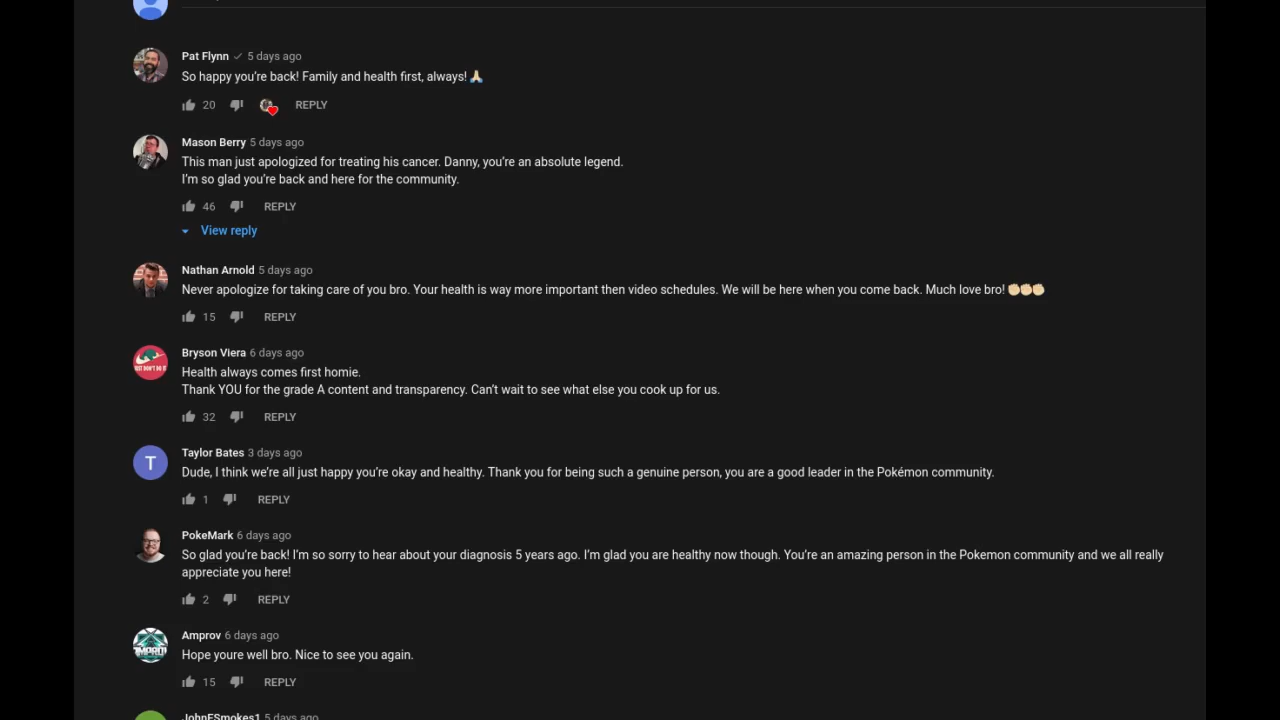 Pat Flynn 5 days ago
So happy you're back! Family and health first, always!🙏🏻
20 REPLY
Mason Berry 5 days ago
This man just apologized for treating his cancer. Danny, you're an absolute legend.
I'm so glad you're back and here for the community.
46 REPLY
View reply
Nathan Arnold 5 days ago
Never apologize for taking care of you bro. Your health is way more important then video schedules. We will be here when you come back. Much love bro! ✊🏼✊🏼✊🏼
15 REPLY
Bryson Viera 6 days ago
Health always comes first homie.
Thank YOU for the grade A content and transparency. Can't wait to see what else you cook up for us.
32 REPLY
T
Taylor Bates 3 days ago
Dude, I think we're all just happy you're okay and healthy. Thank you for being such a genuine person, you are a good leader in the Pokémon community.
1 REPLY
PokeMark 6 days ago
So glad you're back! I'm so sorry to hear about your diagnosis 5 years ago. I'm glad you are healthy now though. You're an amazing person in the Pokemon community and we all really
appreciate you here!
2 REPLY
Amprov 6 days ago
Hope youre well bro. Nice to see you again.
15 REPLY
JohnFSmokes1 5 days ago